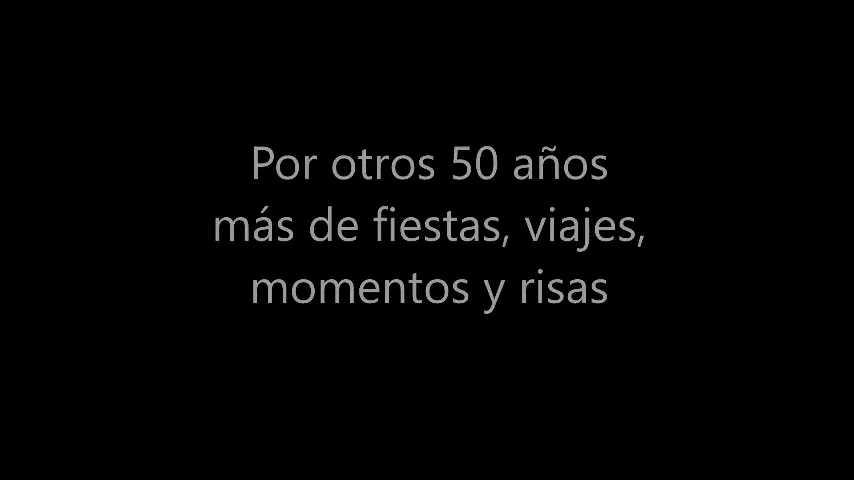 Por otros 50 años
más de fiestas, viajes,
momentos y risas